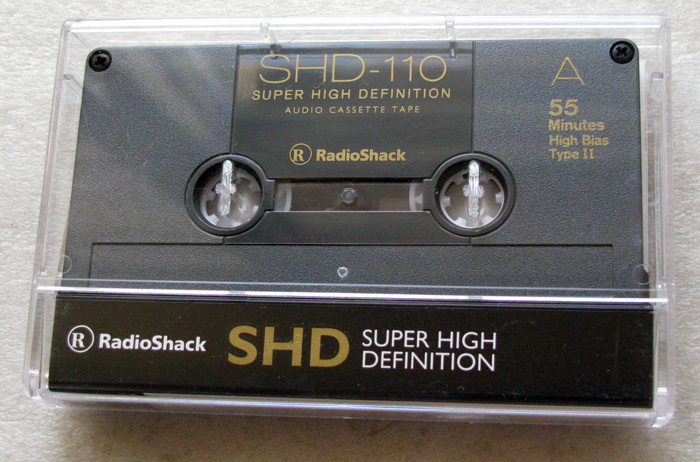 SHD-110
SUPER HIGH DEFINITION
AUDIO CASSETTE TAPE
R RadioShack
A
55
Minutes
High Bias
Type II
R RadioShack
SHD
SUPER HIGH
DEFINITION